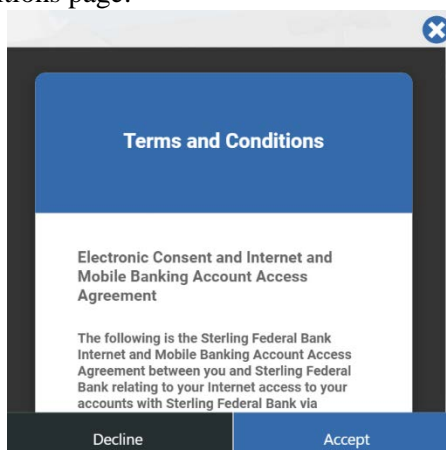 Terms and Conditions
Electronic Consent and Internet and
Mobile Banking Account Access
Agreement
The following is the Sterling Federal Bank
Internet and Mobile Banking Account Access
Agreement between you and Sterling Federal
Bank relating to your Internet access to your
accounts with Sterling Federal Bank via
Decline Accept